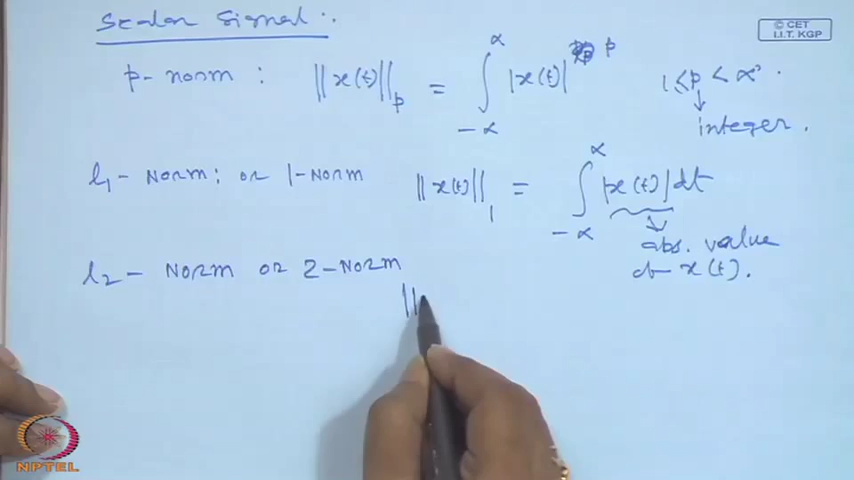 Scalar Signal :.
© CET
I.I.T. KGP
p-norm : ||x(t)||p = ∫-∝^∝ |x(t)|^p 1 ≤ p < ∝.
integer.
l1- Norm: or 1-Norm ||x(t)||1 = ∫-∝^∝ |x(t)| dt
abs. value
of x(t).
l2- Norm or 2-Norm
||
NPTEL